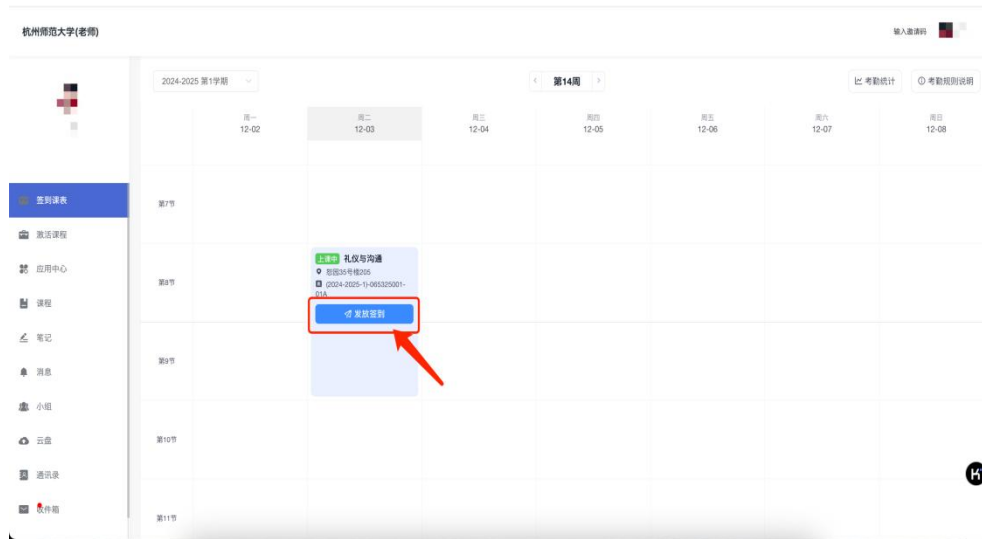 杭州师范大学(老师)
输入邀请码
2024-2025 第1学期
第14周
考勤统计
考勤规则说明
周一
12-02
周二
12-03
周三
12-04
周四
12-05
周五
12-06
周六
12-07
周日
12-08
签到课表
激活课程
应用中心
课程
笔记
消息
小组
云盘
通讯录
收件箱
第7节
第8节
第9节
第10节
第11节
上课中 礼仪与沟通
恕园35号楼205
(2024-2025-1)-065325001-
01A
发放签到